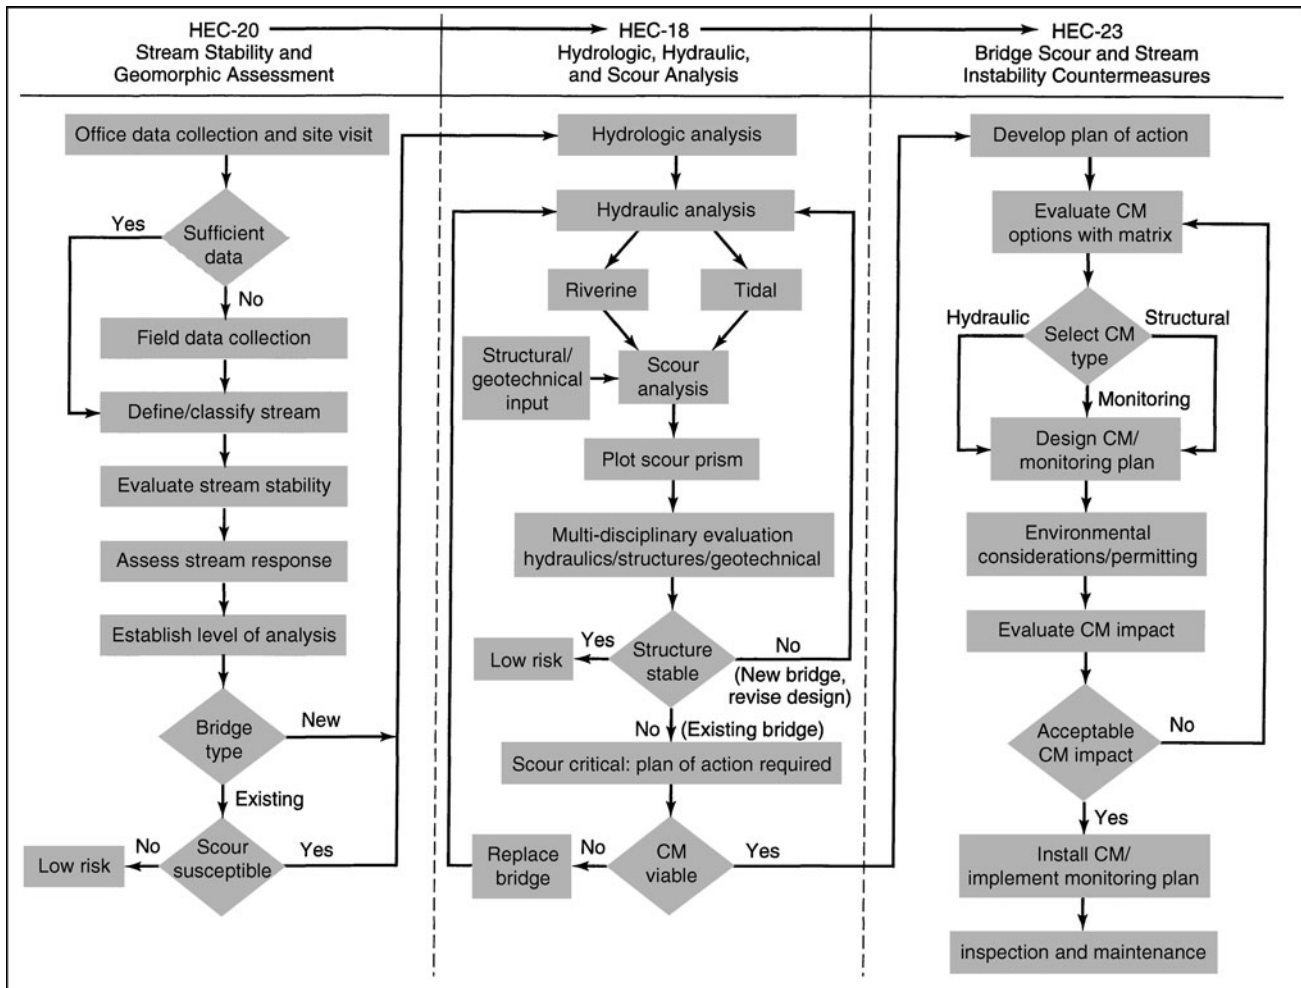 HEC-20
Stream Stability and
Geomorphic Assessment
Office data collection and site visit
Yes
Sufficient
data
No
Field data collection
Define/classify stream
Evaluate stream stability
Assess stream response
Establish level of analysis
Bridge
type
New
Existing
No
Scour
susceptible
Yes
Low risk
HEC-18
Hydrologic, Hydraulic,
and Scour Analysis
Hydrologic analysis
Hydraulic analysis
Riverine
Tidal
Structural/
geotechnical
input
Scour
analysis
Plot scour prism
Multi-disciplinary evaluation
hydraulics/structures/geotechnical
Low risk
Yes
Structure
stable
No
(New bridge,
revise design)
No (Existing bridge)
Scour critical: plan of action required
Replace
bridge
No
CM
viable
Yes
HEC-23
Bridge Scour and Stream
Instability Countermeasures
Develop plan of action
Evaluate CM
options with matrix
Hydraulic
Select CM
type
Structural
Monitoring
Design CM/
monitoring plan
Environmental
considerations/permitting
Evaluate CM impact
Acceptable
CM impact
No
Yes
Install CM/
implement monitoring plan
inspection and maintenance